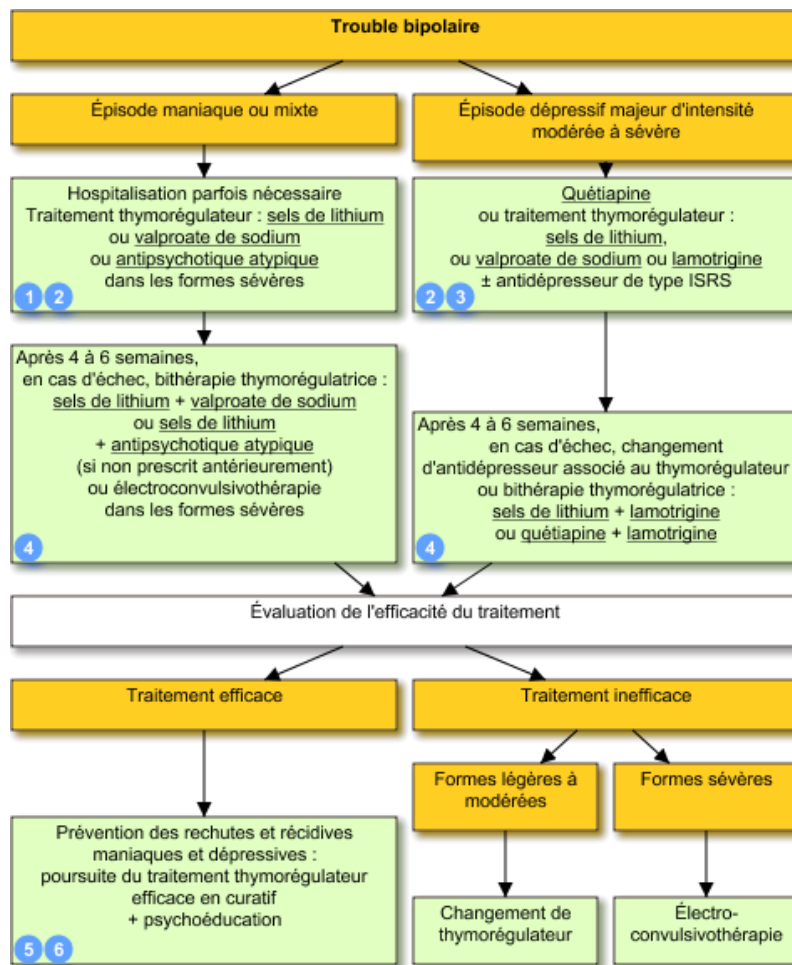 Trouble bipolaire
Épisode maniaque ou mixte
Épisode dépressif majeur d'intensité
modérée à sévère
Hospitalisation parfois nécessaire
Traitement thymorégulateur : sels de lithium
ou valproate de sodium
ou antipsychotique atypique
dans les formes sévères
1 2
Quétiapine
ou traitement thymorégulateur :
sels de lithium,
ou valproate de sodium ou lamotrigine
± antidépresseur de type ISRS
2 3
Après 4 à 6 semaines,
en cas d'échec, bithérapie thymorégulatrice :
sels de lithium + valproate de sodium
ou sels de lithium
+ antipsychotique atypique
(si non prescrit antérieurement)
ou électroconvulsivothérapie
dans les formes sévères
4
Après 4 à 6 semaines,
en cas d'échec, changement
d'antidépresseur associé au thymorégulateur
ou bithérapie thymorégulatrice :
sels de lithium + lamotrigine
ou quétiapine + lamotrigine
4
Évaluation de l'efficacité du traitement
Traitement efficace
Traitement inefficace
Formes légères à
modérées
Formes sévères
Prévention des rechutes et récidives
maniaques et dépressives :
poursuite du traitement thymorégulateur
efficace en curatif
+ psychoéducation
5 6
Changement de
thymorégulateur
Électro-
convulsivothérapie